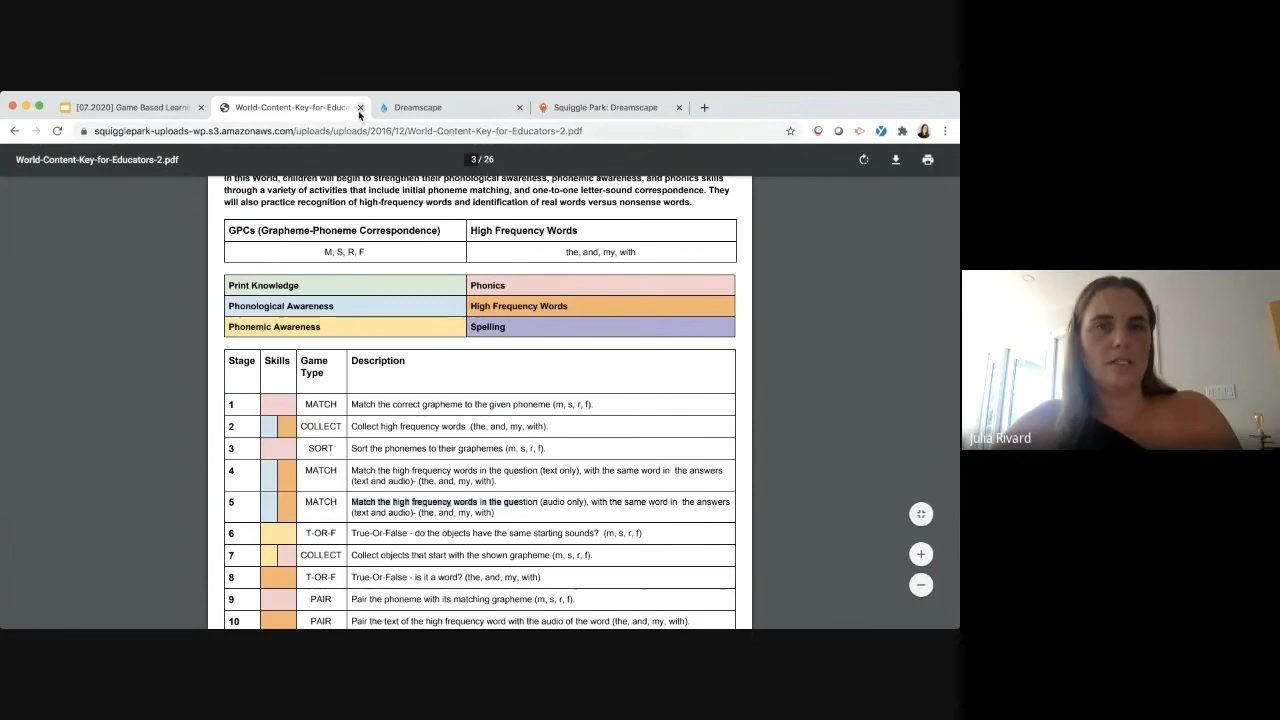 [07.2020] Game Based Learni
World-Content-Key-for-Educa
Dreamscape
Squiggle Park: Dreamscape
squigglepark-uploads-wp.s3.amazonaws.com/uploads/uploads/2016/12/World-Content-Key-for-Educators-2.pdf
World-Content-Key-for-Educators-2.pdf
3 / 26
In this World, children will begin to strengthen their phonological awareness, phonemic awareness, and phonics skills
through a variety of activities that include initial phoneme matching, and one-to-one letter-sound correspondence. They
will also practice recognition of high-frequency words and identification of real words versus nonsense words.
GPCs (Grapheme-Phoneme Correspondence) High Frequency Words
M, S, R, F the, and, my, with
Print Knowledge Phonics
Phonological Awareness High Frequency Words
Phonemic Awareness Spelling
Stage Skills Game Type Description
1 MATCH Match the correct grapheme to the given phoneme (m, s, r, f).
2 COLLECT Collect high frequency words (the, and, my, with).
3 SORT Sort the phonemes to their graphemes (m, s, r, f).
4 MATCH Match the high frequency words in the question (text only), with the same word in the answers
(text and audio)- (the, and, my, with).
5 MATCH Match the high frequency words in the question (audio only), with the same word in the answers
(text and audio)- (the, and, my, with)
6 T-OR-F True-Or-False - do the objects have the same starting sounds? (m, s, r, f)
7 COLLECT Collect objects that start with the shown grapheme (m, s, r, f).
8 T-OR-F True-Or-False - is it a word? (the, and, my, with)
9 PAIR Pair the phoneme with its matching grapheme (m, s, r, f).
10 PAIR Pair the text of the high frequency word with the audio of the word (the, and, my, with).
Julia Rivard